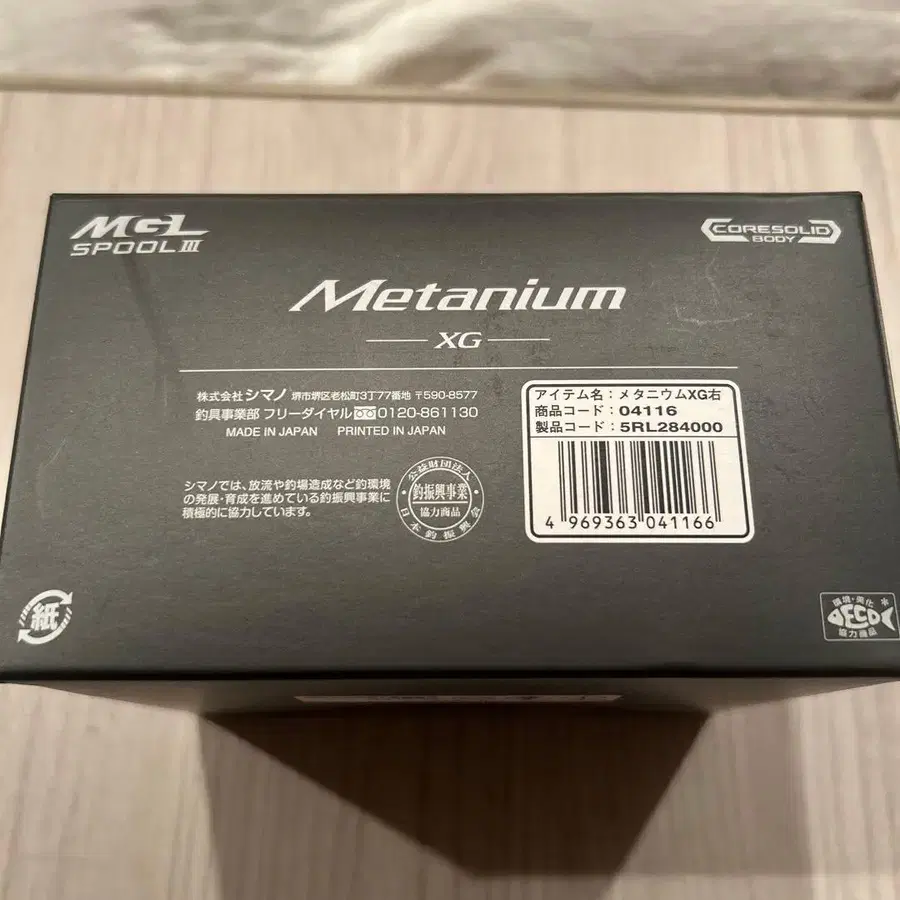 MGL
SPOOL III
CORESOLID
BODY
Metanium
XG
株式会社 シマノ 堺市堺区老松町3丁77番地 〒590-8577
釣具事業部 フリーダイヤル 0120-861130
MADE IN JAPAN PRINTED IN JAPAN
シマノでは、放流や釣場造成など釣環境
の発展・育成を進めている釣振興事業に
積極的に協力しています。
公益財団法人
釣振興事業
協力商品
日本釣振興会
アイテム名：メタニウムXG右
商品コード：04116
製品コード：5RL284000
4 969363 041166
紙
環境・美化
ECO
協力商品